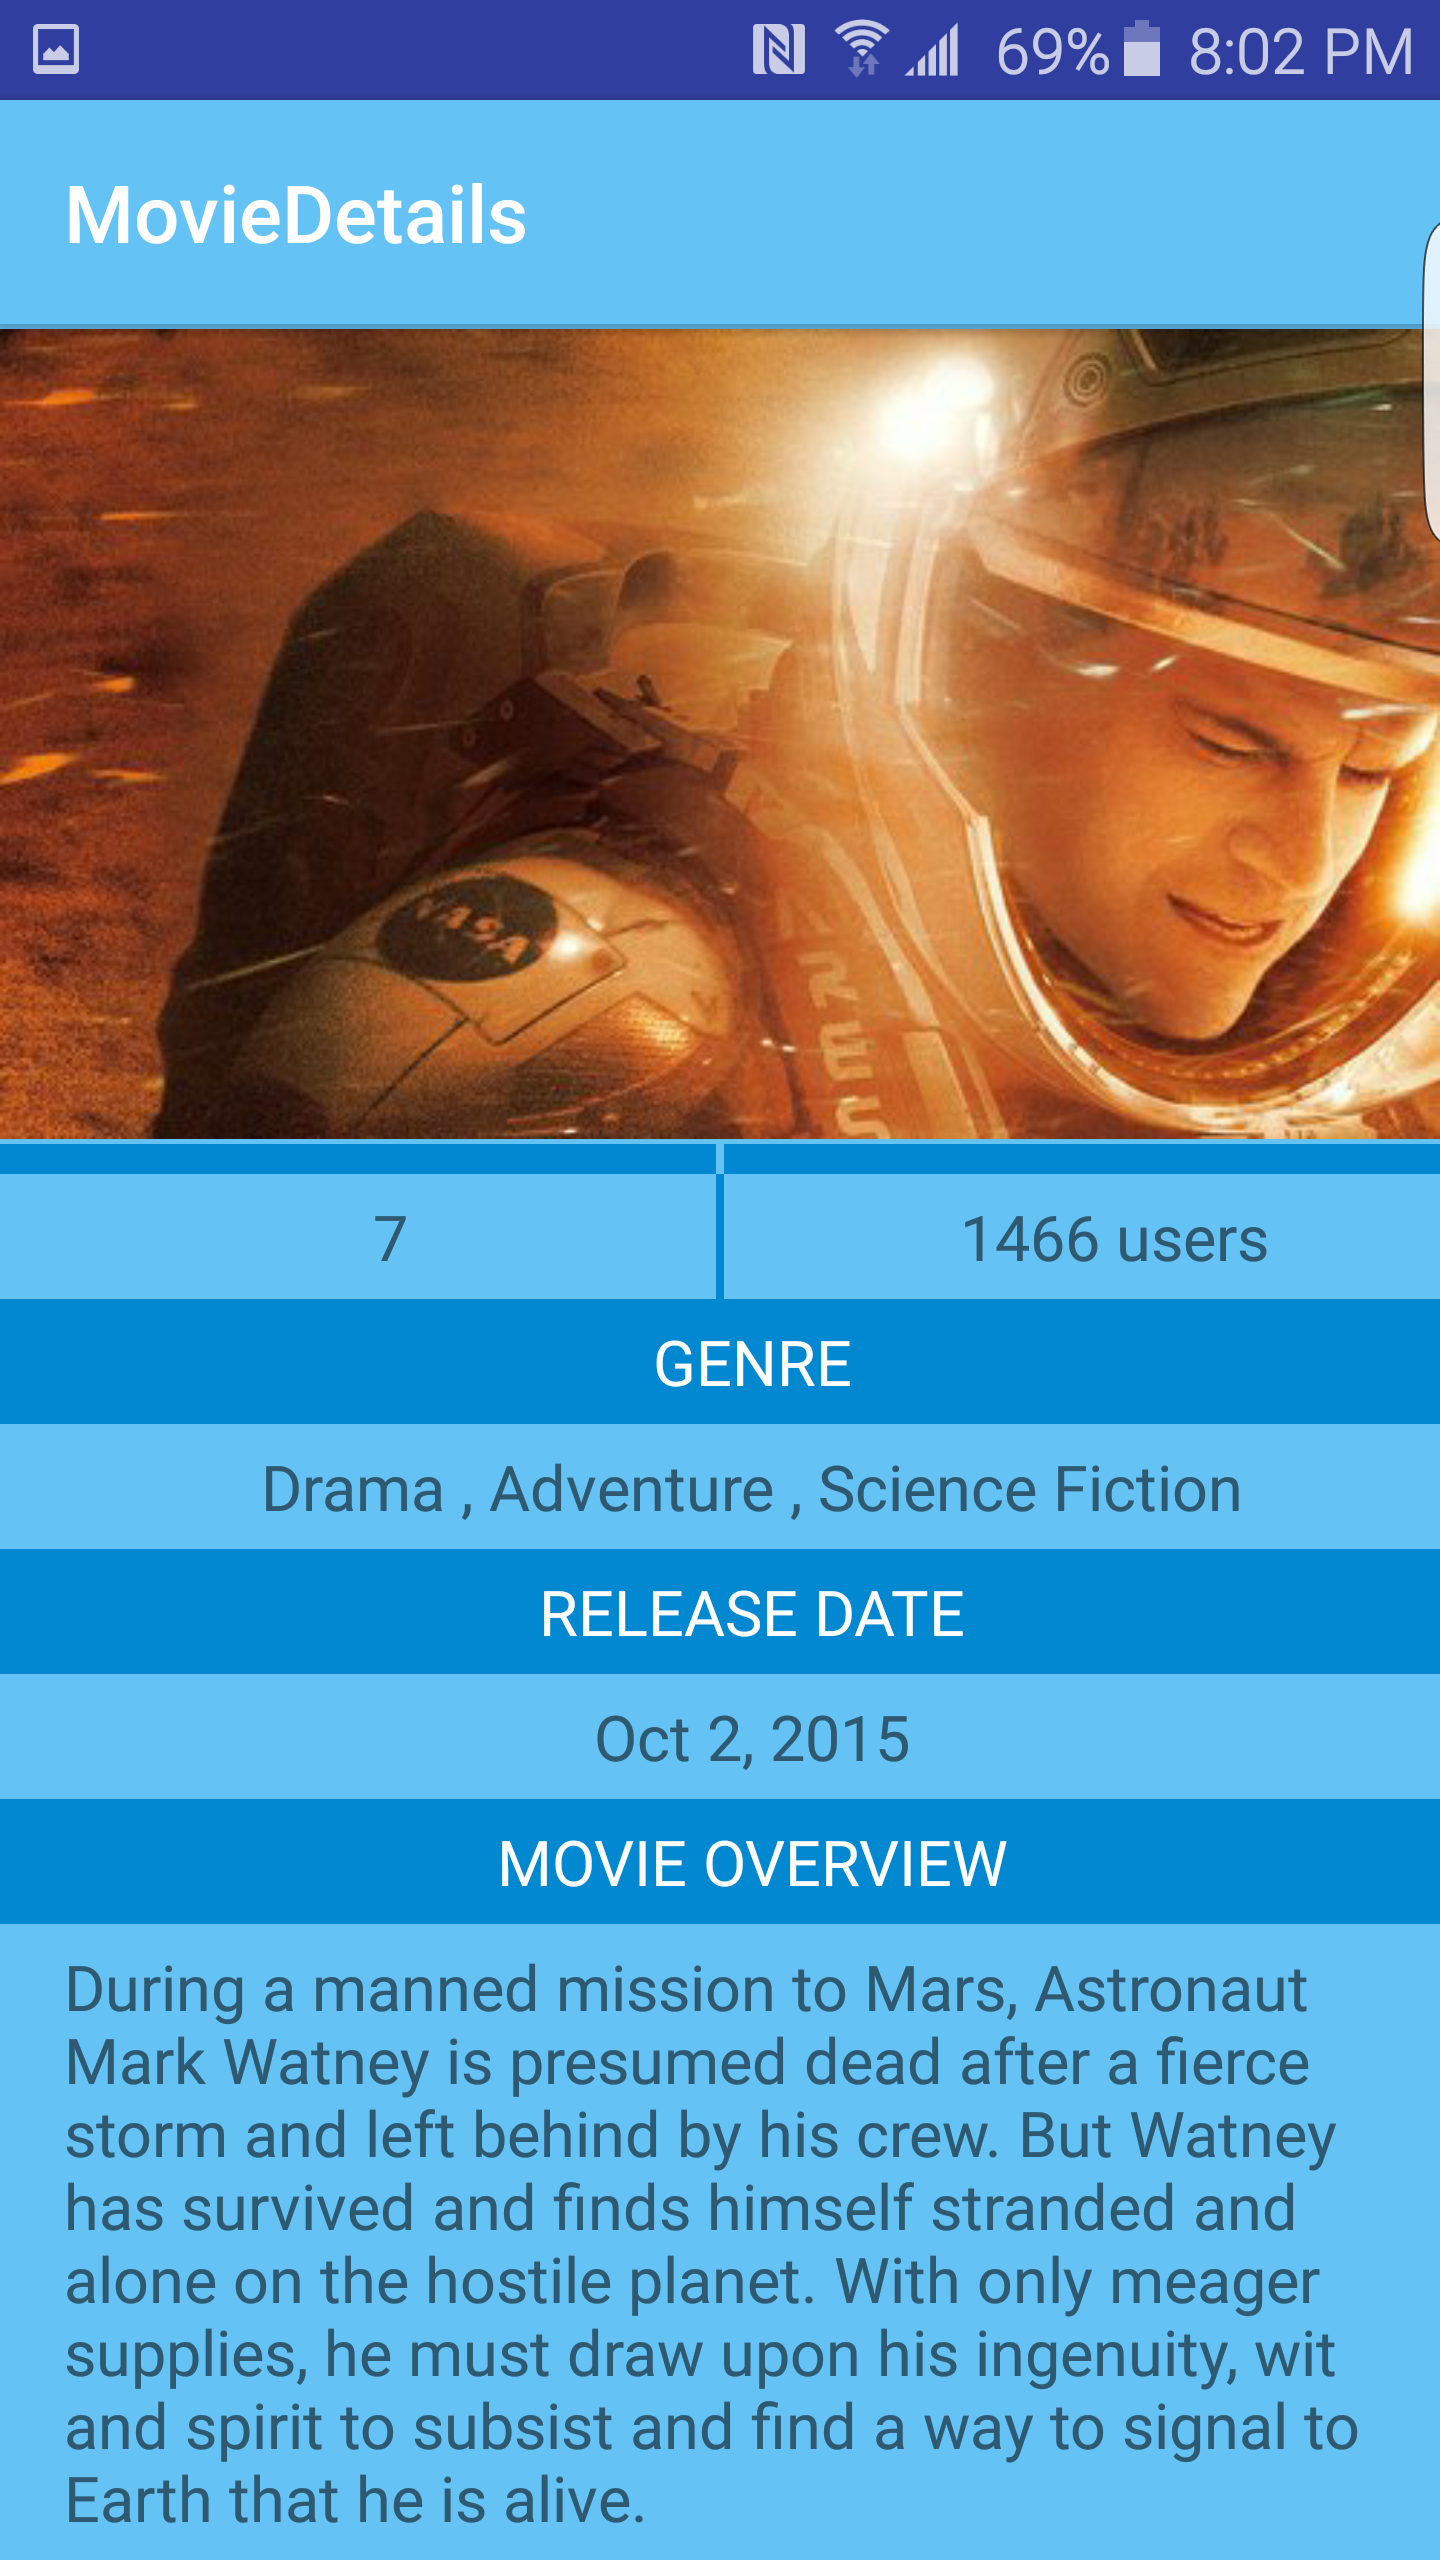 69% 8:02 PM
MovieDetails
NASA
ARES
7
1466 users
GENRE
Drama , Adventure , Science Fiction
RELEASE DATE
Oct 2, 2015
MOVIE OVERVIEW
During a manned mission to Mars, Astronaut
Mark Watney is presumed dead after a fierce
storm and left behind by his crew. But Watney
has survived and finds himself stranded and
alone on the hostile planet. With only meager
supplies, he must draw upon his ingenuity, wit
and spirit to subsist and find a way to signal to
Earth that he is alive.